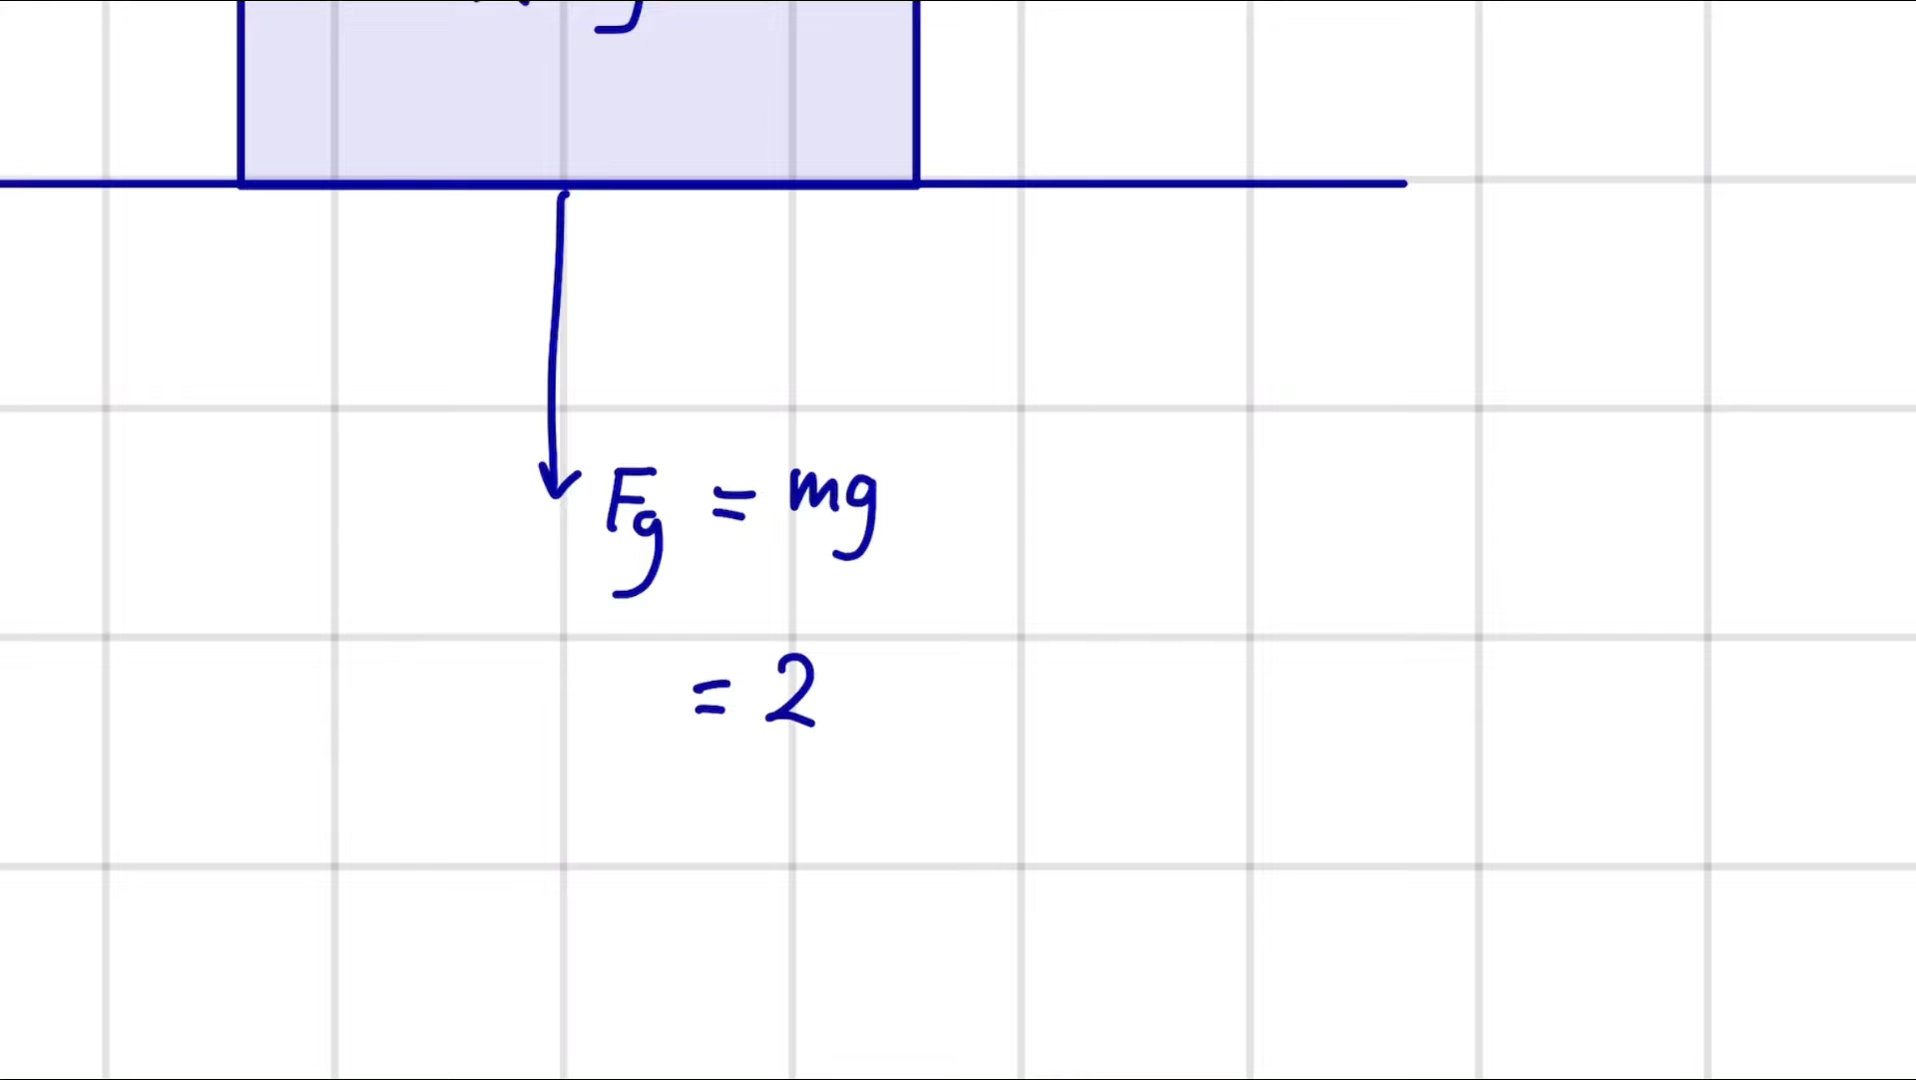 Fg = mg
= 2